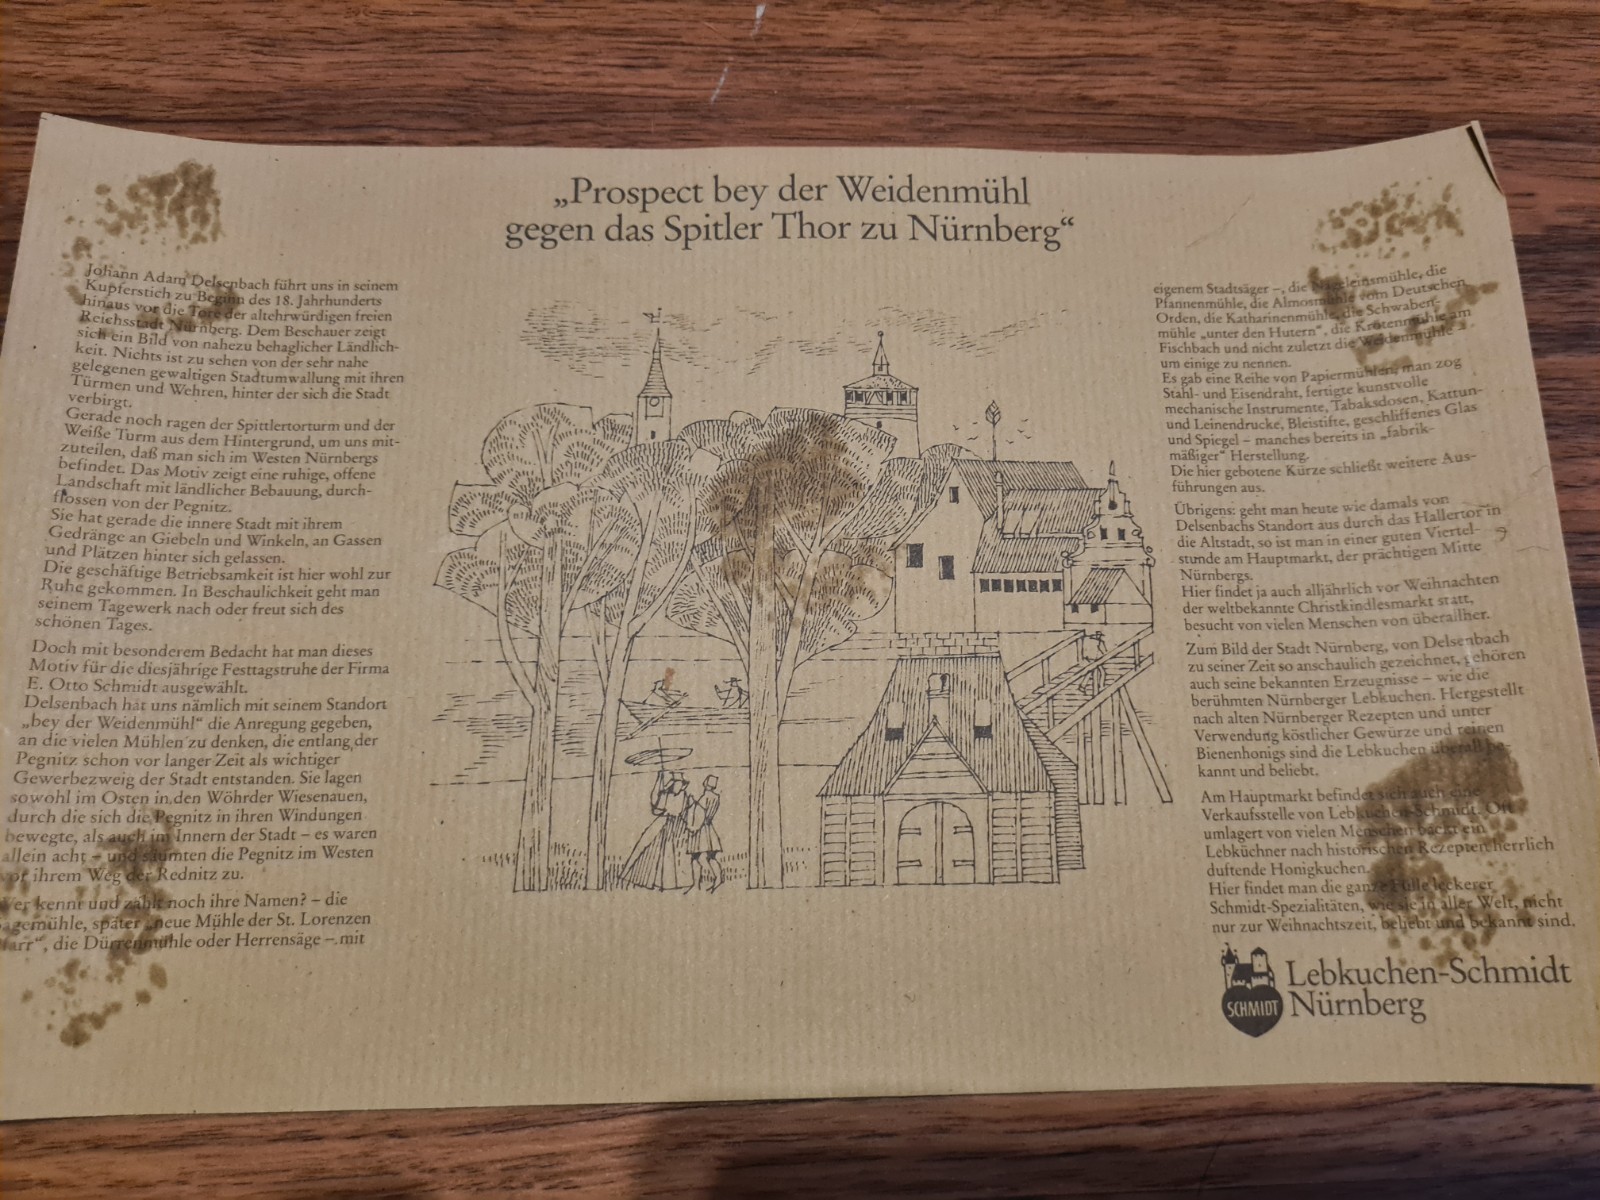 „Prospect bey der Weidenmühl
gegen das Spitler Thor zu Nürnberg“
Johann Adam Delsenbach führt uns in seinem
Kupferstich zu Beginn des 18. Jahrhunderts
hinaus vor die Tore der altehrwürdigen freien
Reichsstadt Nürnberg. Dem Beschauer zeigt
sich ein Bild von nahezu behaglicher Ländlich-
keit. Nichts ist zu sehen von der sehr nahe
gelegenen gewaltigen Stadtumwallung mit ihren
Türmen und Wehren, hinter der sich die Stadt
verbirgt.
Gerade noch ragen der Spittlertorturm und der
Weiße Turm aus dem Hintergrund, um uns mit-
zuteilen, daß man sich im Westen Nürnbergs
befindet. Das Motiv zeigt eine ruhige, offene
Landschaft mit ländlicher Bebauung, durch-
flossen von der Pegnitz.
Sie hat gerade die innere Stadt mit ihrem
Gedränge an Giebeln und Winkeln, an Gassen
und Plätzen hinter sich gelassen.
Die geschäftige Betriebsamkeit ist hier wohl zur
Ruhe gekommen. In Beschaulichkeit geht man
seinem Tagewerk nach oder freut sich des
schönen Tages.
Doch mit besonderem Bedacht hat man dieses
Motiv für die diesjährige Festtagstruhe der Firma
E. Otto Schmidt ausgewählt.
Delsenbach hat uns nämlich mit seinem Standort
„bey der Weidenmühl“ die Anregung gegeben,
an die vielen Mühlen zu denken, die entlang der
Pegnitz schon vor langer Zeit als wichtiger
Gewerbezweig der Stadt entstanden. Sie lagen
sowohl im Osten in den Wöhrder Wiesenauen,
durch die sich die Pegnitz in ihren Windungen
bewegte, als auch im Innern der Stadt – es waren
allein acht – und säumten die Pegnitz im Westen
vor ihrem Weg der Rednitz zu.
Wer kennt und zählt noch ihre Namen? – die
Sägemühle, später „neue Mühle der St. Lorenzen
Pfarr“, die Dürrenmühle oder Herrensäge – mit
eigenem Stadtsäger –, die Nägeleinsmühle, die
Pfannenmühle, die Almosmühle vom Deutschen
Orden, die Katharinenmühle, die Schwaben-
mühle „unter den Hutern“, die Krötenmühle am
Fischbach und nicht zuletzt die Weidenmühle –
um einige zu nennen.
Es gab eine Reihe von Papiermühlen, man zog
Stahl- und Eisendraht, fertigte kunstvolle
mechanische Instrumente, Tabaksdosen, Kattun-
und Leinendrucke, Bleistifte, geschliffenes Glas
und Spiegel – manches bereits in „fabrik-
mäßiger“ Herstellung.
Die hier gebotene Kürze schließt weitere Aus-
führungen aus.
Übrigens: geht man heute wie damals von
Delsenbachs Standort aus durch das Hallertor in
die Altstadt, so ist man in einer guten Viertel-
stunde am Hauptmarkt, der prächtigen Mitte
Nürnbergs.
Hier findet ja auch alljährlich vor Weihnachten
der weltbekannte Christkindlesmarkt statt,
besucht von vielen Menschen von überallher.
Zum Bild der Stadt Nürnberg, von Delsenbach
zu seiner Zeit so anschaulich gezeichnet, gehören
auch seine bekannten Erzeugnisse – wie die
berühmten Nürnberger Lebkuchen. Hergestellt
nach alten Nürnberger Rezepten und unter
Verwendung köstlicher Gewürze und reinen
Bienenhonigs sind die Lebkuchen überall be-
kannt und beliebt.
Am Hauptmarkt befindet sich auch eine
Verkaufsstelle von Lebkuchen-Schmidt. Oft
umlagert von vielen Menschen backt ein
Lebküchner nach historischen Rezepten herrlich
duftende Honigkuchen.
Hier findet man die ganze Fülle leckerer
Schmidt-Spezialitäten, wie sie in aller Welt, nicht
nur zur Weihnachtszeit, beliebt und bekannt sind.
SCHMIDT
Lebkuchen-Schmidt
Nürnberg